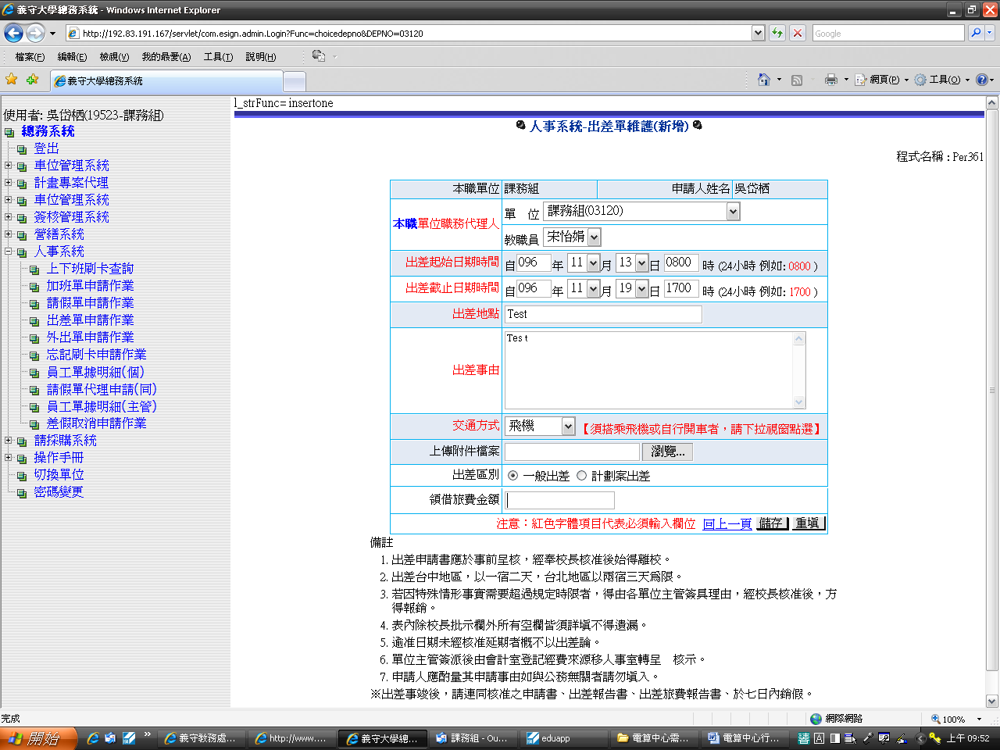 義守大學總務系統 - Windows Internet Explorer
http://192.83.191.167/servlet/com.esign.admin.Login?Func=choicedepno&DEPNO=03120
Google
檔案(F) 編輯(E) 檢視(V) 我的最愛(A) 工具(T) 說明(H)
義守大學總務系統
網頁(P) 工具(O)
使用者: 吳岱栖(19523-課務組)
總務系統
登出
車位管理系統
計畫專案代理
車位管理系統
簽核管理系統
營繕系統
人事系統
上下班刷卡查詢
加班單申請作業
請假單申請作業
出差單申請作業
外出單申請作業
忘記刷卡申請作業
員工單據明細(個)
請假單代理申請(同)
員工單據明細(主管)
差假取消申請作業
請採購系統
操作手冊
切換單位
密碼變更
l_strFunc= insertone
人事系統-出差單維護(新增)
程式名稱 : Per361
本職單位 課務組 申請人姓名 吳岱栖
本職單位職務代理人
單 位 課務組(03120)
教職員 宋怡娟
出差起始日期時間 自 096 年 11 月 13 日 0800 時 (24小時 例如: 0800 )
出差截止日期時間 自 096 年 11 月 19 日 1700 時 (24小時 例如: 1700 )
出差地點 Test
出差事由 Test
交通方式 飛機 【須搭乘飛機或自行開車者，請下拉視窗點選】
上傳附件檔案 瀏覽...
出差區別 一般出差 計劃案出差
領借旅費金額
注意：紅色字體項目代表必須輸入欄位 回上一頁 儲存 重填
備註
1. 出差申請書應於事前呈核，經奉校長核准後始得離校。
2. 出差台中地區，以一宿二天，台北地區以兩宿三天為限。
3. 若因特殊情形事實需要超過規定時限者，得由各單位主管簽具理由，經校長核准後，方
得報銷。
4. 表內除校長批示欄外所有空欄皆須詳填不得遺漏。
5. 逾准日期未經核准延期者概不以出差論。
6. 單位主管簽派後由會計室登記經費來源移人事室轉呈 核示。
7. 申請人應酌量其申請事由如與公務無關者請勿填入。
※出差事竣後，請連同核准之申請書、出差報告書、出差旅費報告書、於七日內銷假。
完成 網際網路 100%
開始 義守教務處... http://www.... 義守大學總... 課務組 - Ou... eduapp 電算中心需... 電算中心行... 上午 09:52